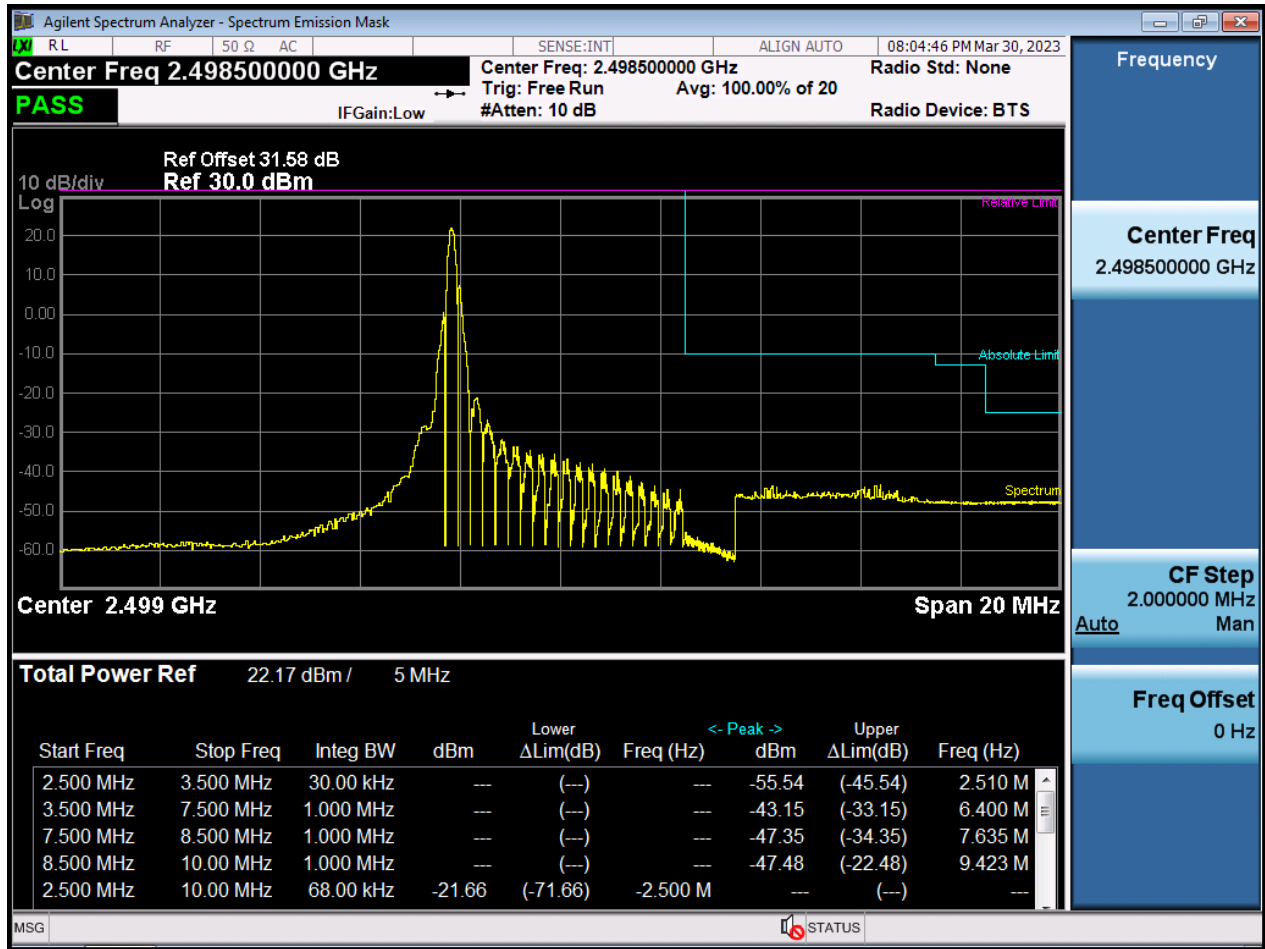 Agilent Spectrum Analyzer - Spectrum Emission Mask
LXI RL RF 50 Ω AC SENSE:INT ALIGN AUTO 08:04:46 PM Mar 30, 2023
Center Freq 2.498500000 GHz
Center Freq: 2.498500000 GHz
Radio Std: None
Trig: Free Run Avg: 100.00% of 20
PASS
IFGain:Low
#Atten: 10 dB
Radio Device: BTS
Ref Offset 31.58 dB
10 dB/div Ref 30.0 dBm
Log
Relative Limit
20.0
10.0
0.00
-10.0
Absolute Limit
-20.0
-30.0
-40.0
Spectrum
-50.0
-60.0
Center 2.499 GHz Span 20 MHz
Total Power Ref 22.17 dBm / 5 MHz
Lower <- Peak -> Upper
Start Freq Stop Freq Integ BW dBm ΔLim(dB) Freq (Hz) dBm ΔLim(dB) Freq (Hz)
2.500 MHz 3.500 MHz 30.00 kHz --- (---) --- -55.54 (-45.54) 2.510 M
3.500 MHz 7.500 MHz 1.000 MHz --- (---) --- -43.15 (-33.15) 6.400 M
7.500 MHz 8.500 MHz 1.000 MHz --- (---) --- -47.35 (-34.35) 7.635 M
8.500 MHz 10.00 MHz 1.000 MHz --- (---) --- -47.48 (-22.48) 9.423 M
2.500 MHz 10.00 MHz 68.00 kHz -21.66 (-71.66) -2.500 M --- (---) ---
MSG STATUS
Frequency
Center Freq
2.498500000 GHz
CF Step
2.000000 MHz
Auto Man
Freq Offset
0 Hz